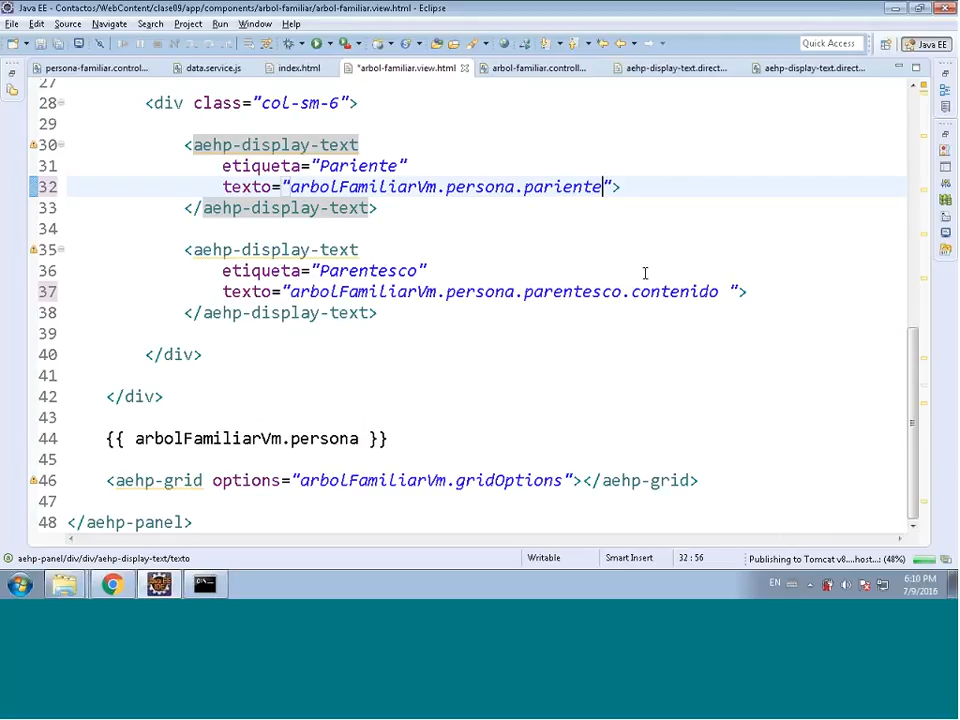 Java EE - Contactos/WebContent/clase09/app/components/arbol-familiar/arbol-familiar.view.html - Eclipse
File Edit Source Navigate Search Project Run Window Help
Quick Access
Java EE
persona-familiar.control...
data.service.js
index.html
*arbol-familiar.view.html
arbol-familiar.controll...
aehp-display-text.direct...
aehp-display-text.direct...
27
28 <div class="col-sm-6">
29
30 <aehp-display-text
31 etiqueta="Pariente"
32 texto="arbolFamiliarVm.persona.pariente">
33 </aehp-display-text>
34
35 <aehp-display-text
36 etiqueta="Parentesco"
37 texto="arbolFamiliarVm.persona.parentesco.contenido ">
38 </aehp-display-text>
39
40 </div>
41
42 </div>
43
44 {{ arbolFamiliarVm.persona }}
45
46 <aehp-grid options="arbolFamiliarVm.gridOptions"></aehp-grid>
47
48 </aehp-panel>
aehp-panel/div/div/aehp-display-text/texto
Writable
Smart Insert
32 : 56
Publishing to Tomcat v8....host...: (48%)
EN
6:10 PM
7/9/2016